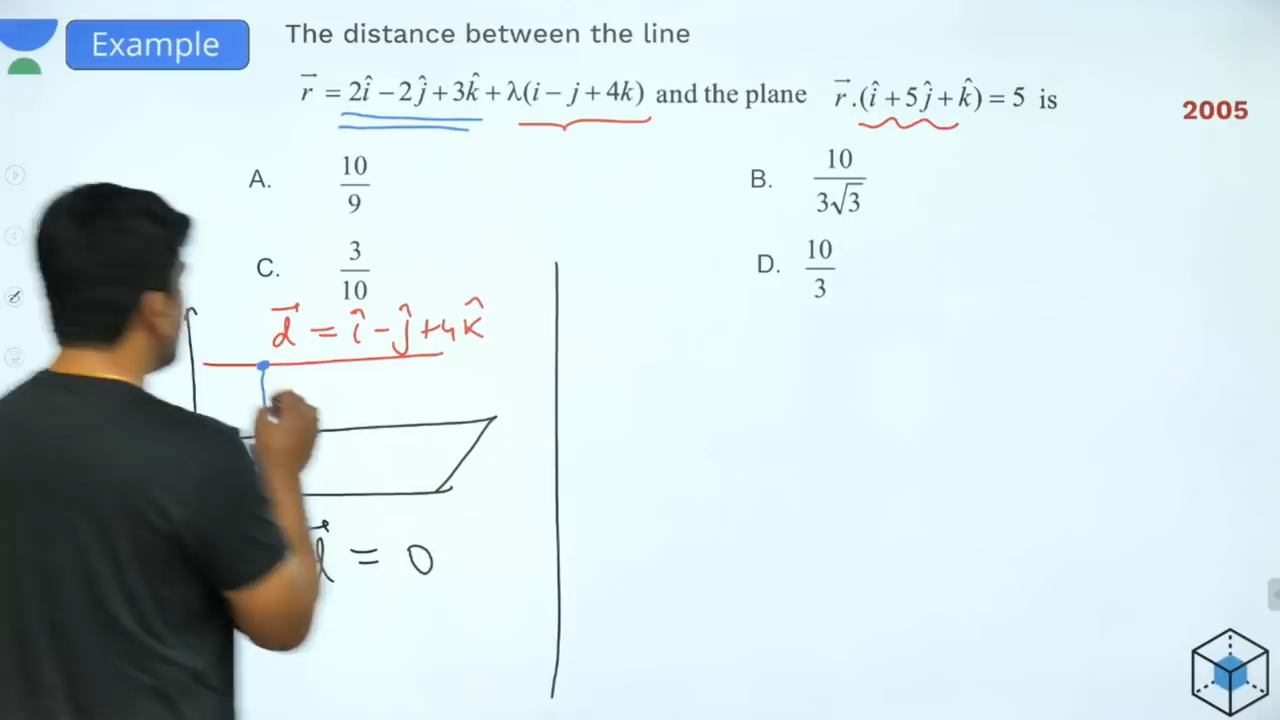 Example
The distance between the line
r⃗ = 2î − 2ĵ + 3k̂ + λ(i − j + 4k) and the plane r⃗.(î + 5ĵ + k̂) = 5 is
2005
A. 10/9
B. 10/3√3
C. 3/10
D. 10/3
d⃗ = î − ĵ + 4k̂
= 0